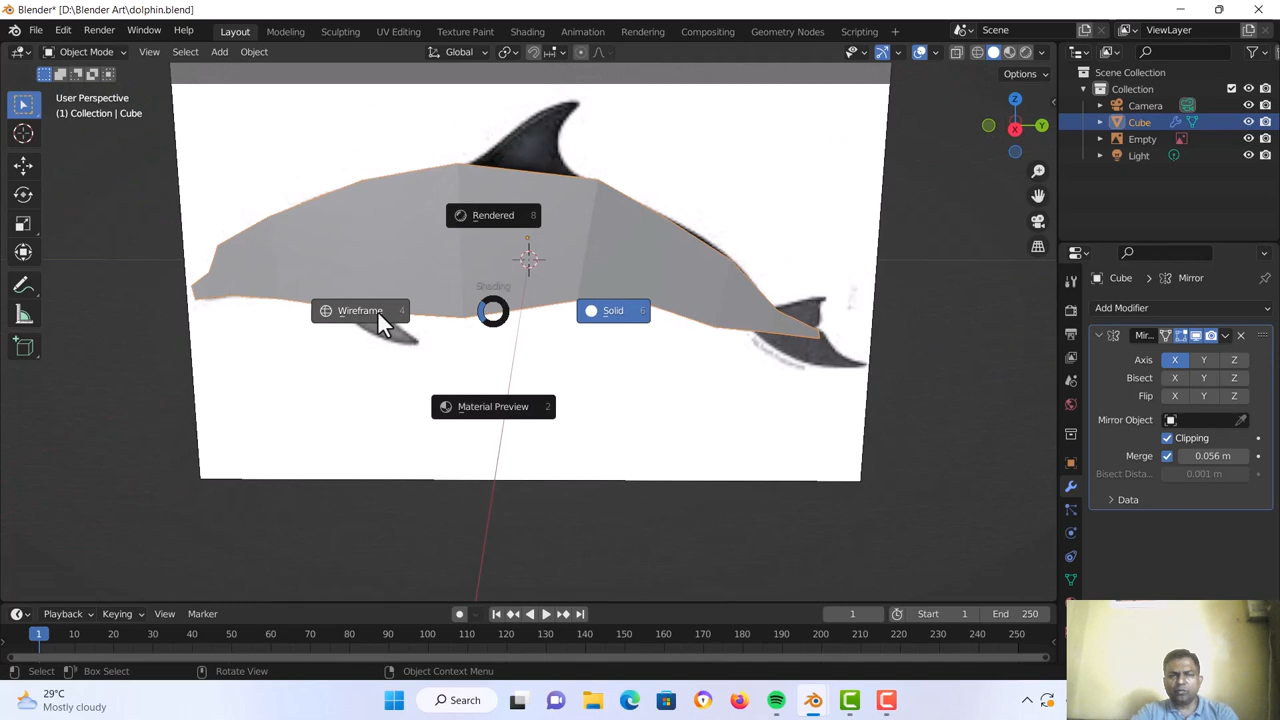 Blender* [D:\Blender Art\dolphin.blend]
File Edit Render Window Help Layout Modeling Sculpting UV Editing Texture Paint Shading Animation Rendering Compositing Geometry Nodes Scripting + Scene ViewLayer
Object Mode View Select Add Object Global
Options
User Perspective
(1) Collection | Cube
Z
Y
X
Scene Collection
Collection
Camera
Cube
Empty
Light
Rendered 8
Shading
Wireframe 4
Solid 6
Material Preview 2
Cube Mirror
Add Modifier
Mir...
Axis X Y Z
Bisect X Y Z
Flip X Y Z
Mirror Object
Clipping
Merge 0.056 m
Bisect Dista... 0.001 m
Data
Playback Keying View Marker 1 Start 1 End 250
1 10 20 30 40 50 60 70 80 90 100 110 120 130 140 150 160 170 180 190 200 210 220 230 240 250
Select Box Select Rotate View Object Context Menu
29°C
Mostly cloudy
Search